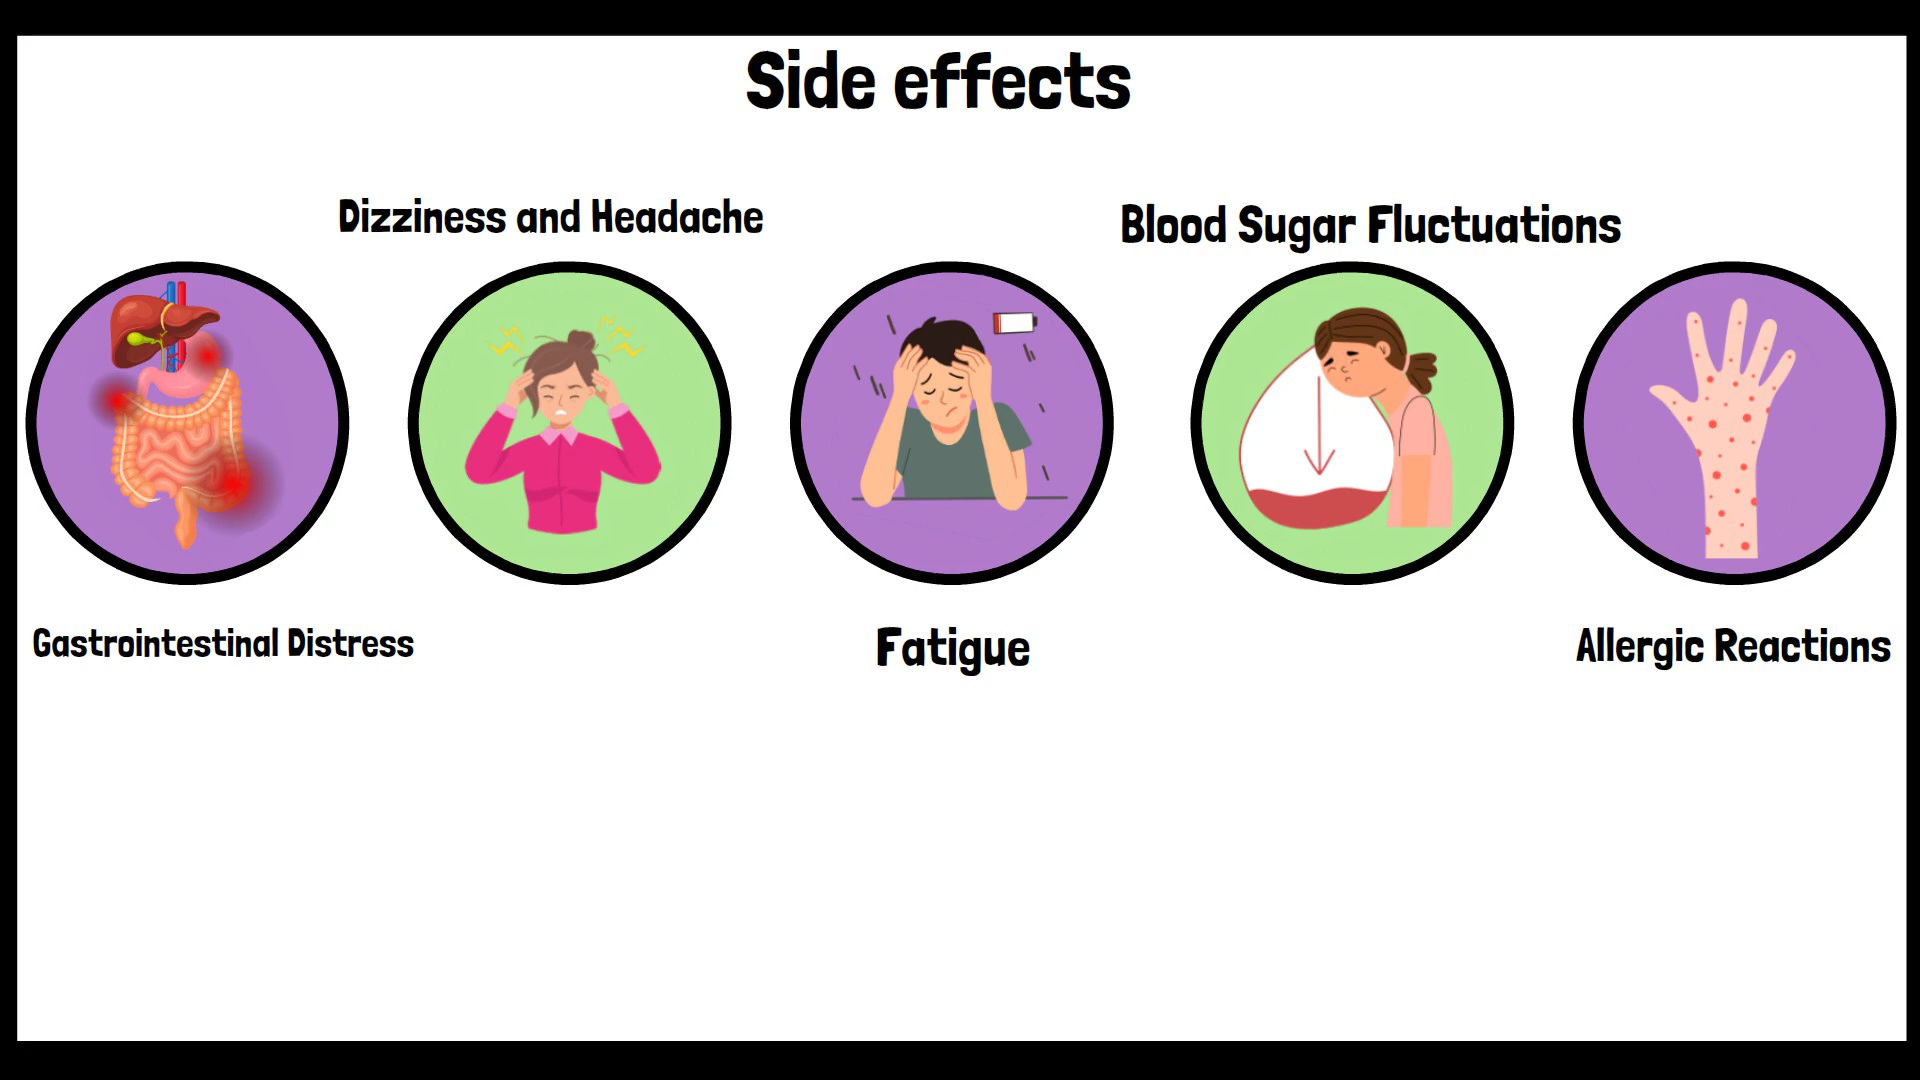 Side effects
Dizziness and Headache
Blood Sugar Fluctuations
Gastrointestinal Distress
Fatigue
Allergic Reactions